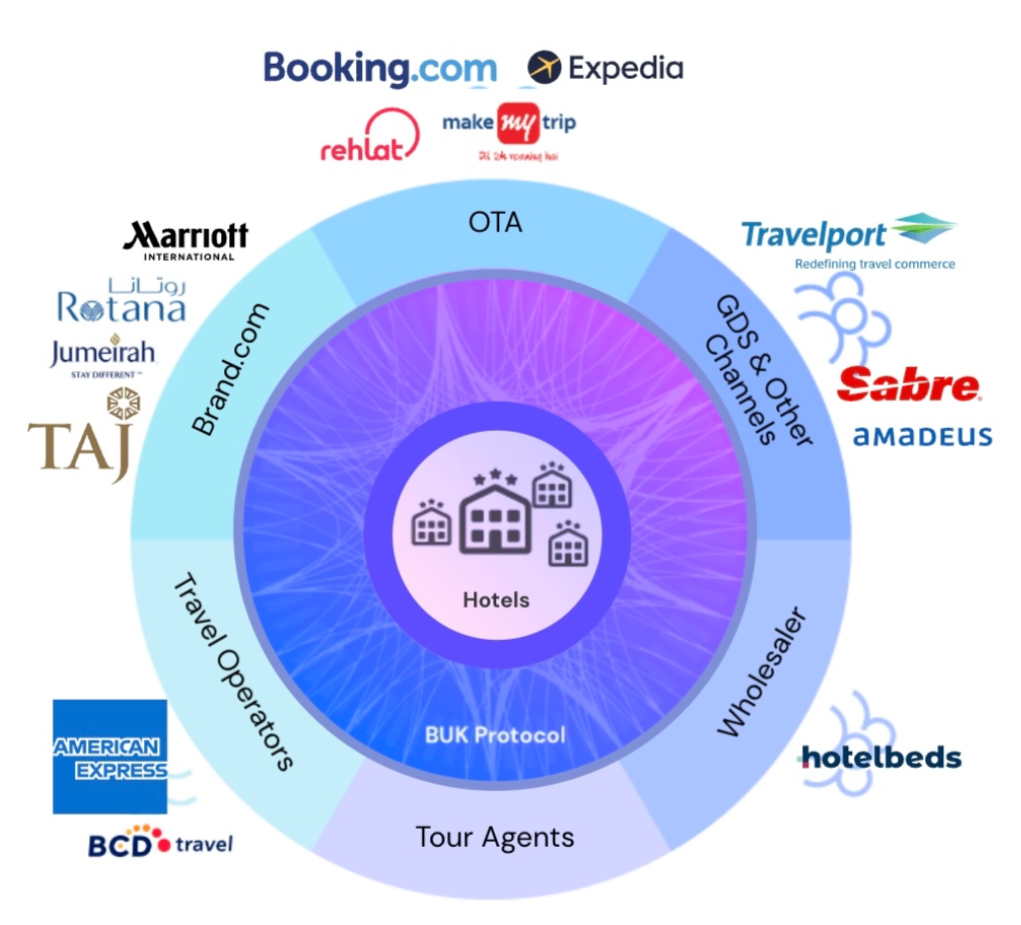 Booking.com
Expedia
rehlat
make my trip
OTA
Marriott
INTERNATIONAL
روتانا
Rotana
Jumeirah
STAY DIFFERENT™
TAJ
Brand.com
Travelport
Redefining travel commerce
GDS & Other
Channels
Sabre
amadeus
Hotels
BUK Protocol
Travel Operators
Wholesaler
AMERICAN
EXPRESS
BCD travel
hotelbeds
Tour Agents